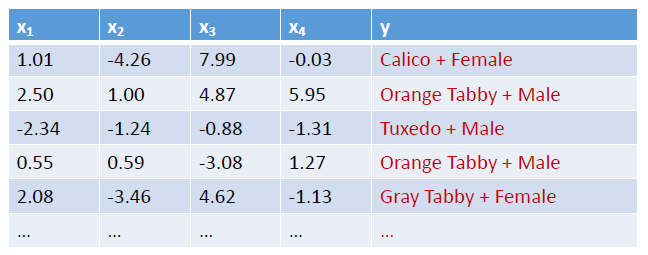 x₁ x₂ x₃ x₄ y
1.01 -4.26 7.99 -0.03 Calico + Female
2.50 1.00 4.87 5.95 Orange Tabby + Male
-2.34 -1.24 -0.88 -1.31 Tuxedo + Male
0.55 0.59 -3.08 1.27 Orange Tabby + Male
2.08 -3.46 4.62 -1.13 Gray Tabby + Female
... ... ... ... ...